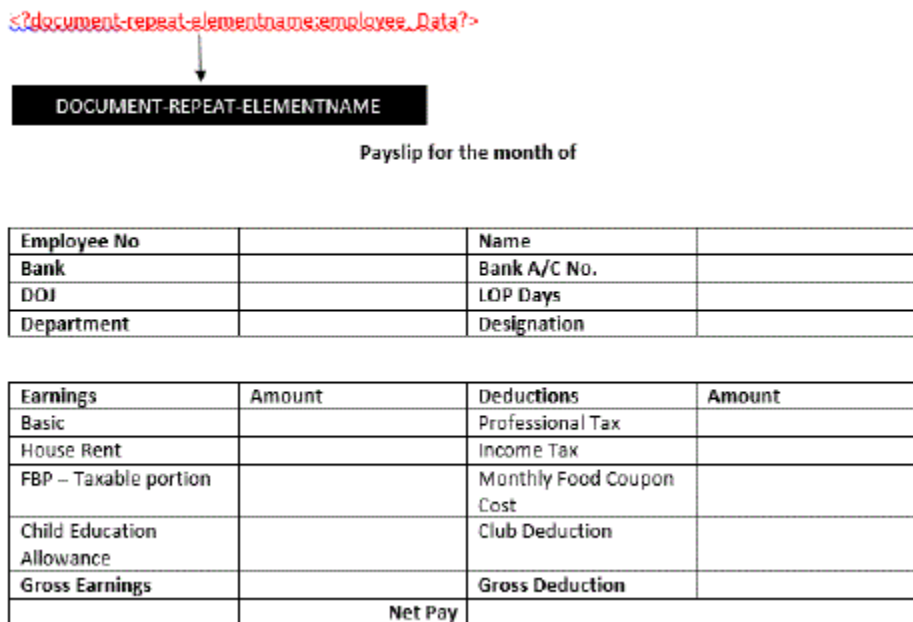 <?document-repeat-elementname:employee_Data?>
DOCUMENT-REPEAT-ELEMENTNAME
Payslip for the month of
Employee No Name
Bank Bank A/C No.
DOJ LOP Days
Department Designation
Earnings Amount Deductions Amount
Basic Professional Tax
House Rent Income Tax
FBP – Taxable portion Monthly Food Coupon
Cost
Child Education Club Deduction
Allowance
Gross Earnings Gross Deduction
Net Pay